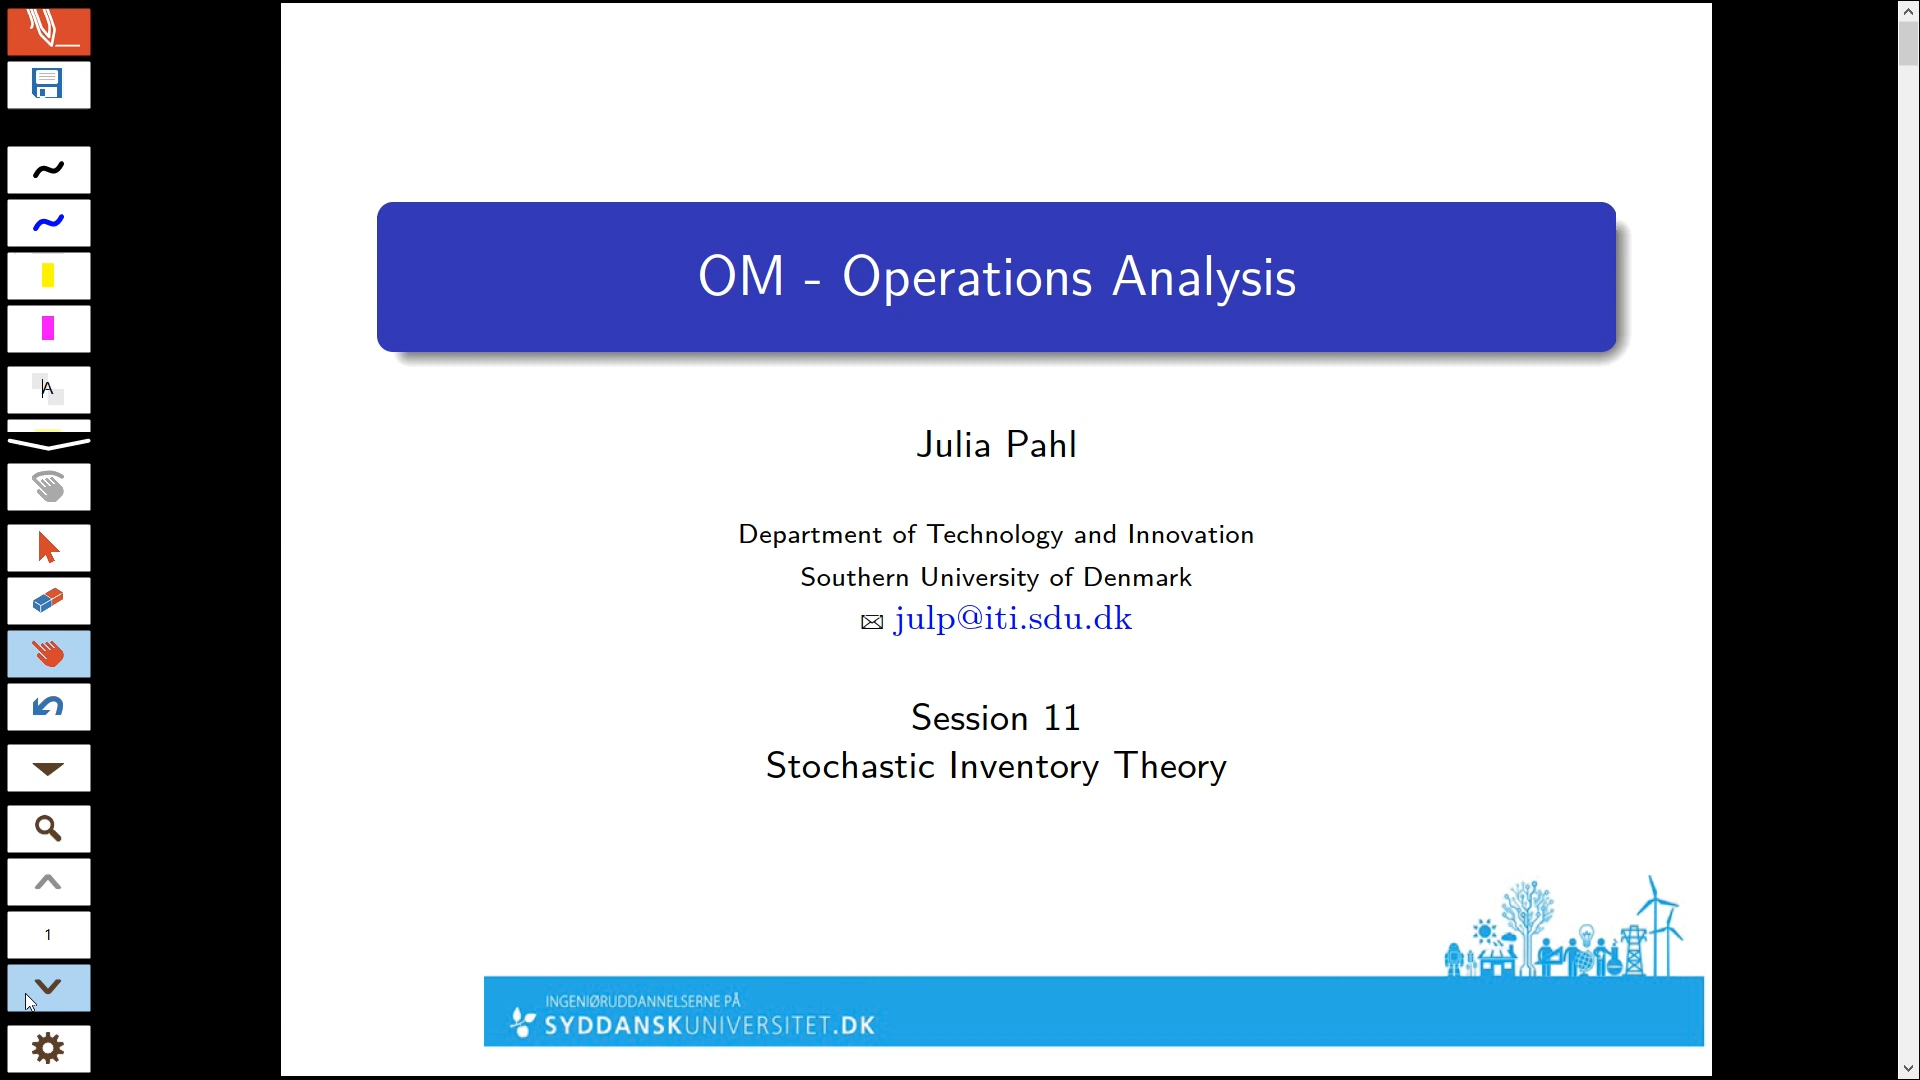 OM - Operations Analysis
Julia Pahl
Department of Technology and Innovation
Southern University of Denmark
✉ julp@iti.sdu.dk
Session 11
Stochastic Inventory Theory
INGENIØRUDDANNELSERNE PÅ
SYDDANSKUNIVERSITET.DK
A
1